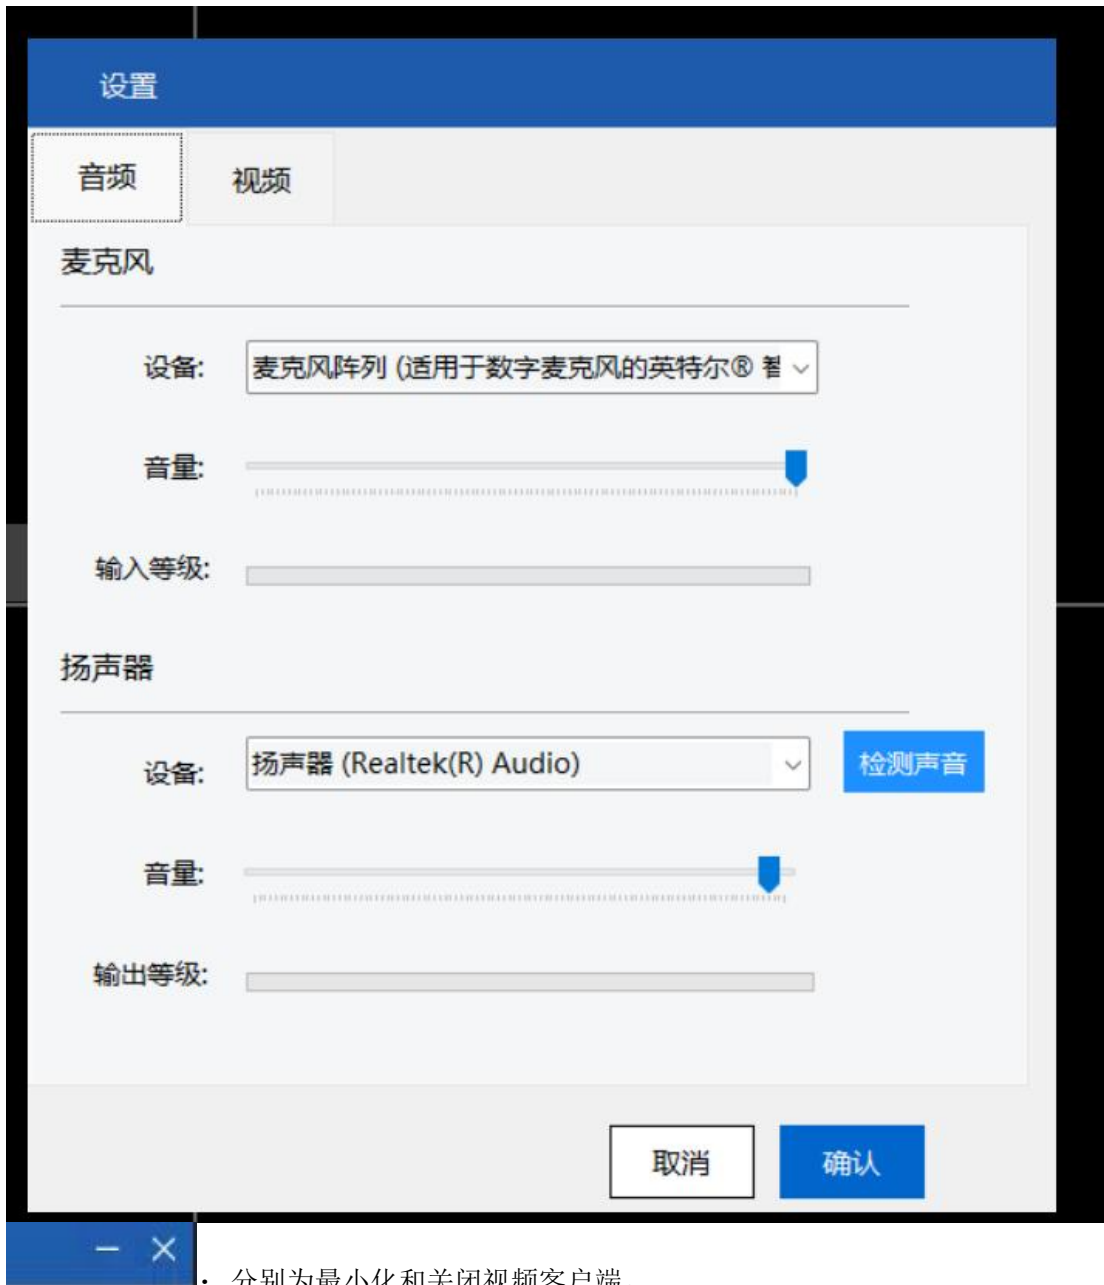 设置
音频 视频
麦克风
设备: 麦克风阵列 (适用于数字麦克风的英特尔® 智
音量:
输入等级:
扬声器
设备: 扬声器 (Realtek(R) Audio) 检测声音
音量:
输出等级:
取消 确认
: 分别为最小化和关闭视频客户端